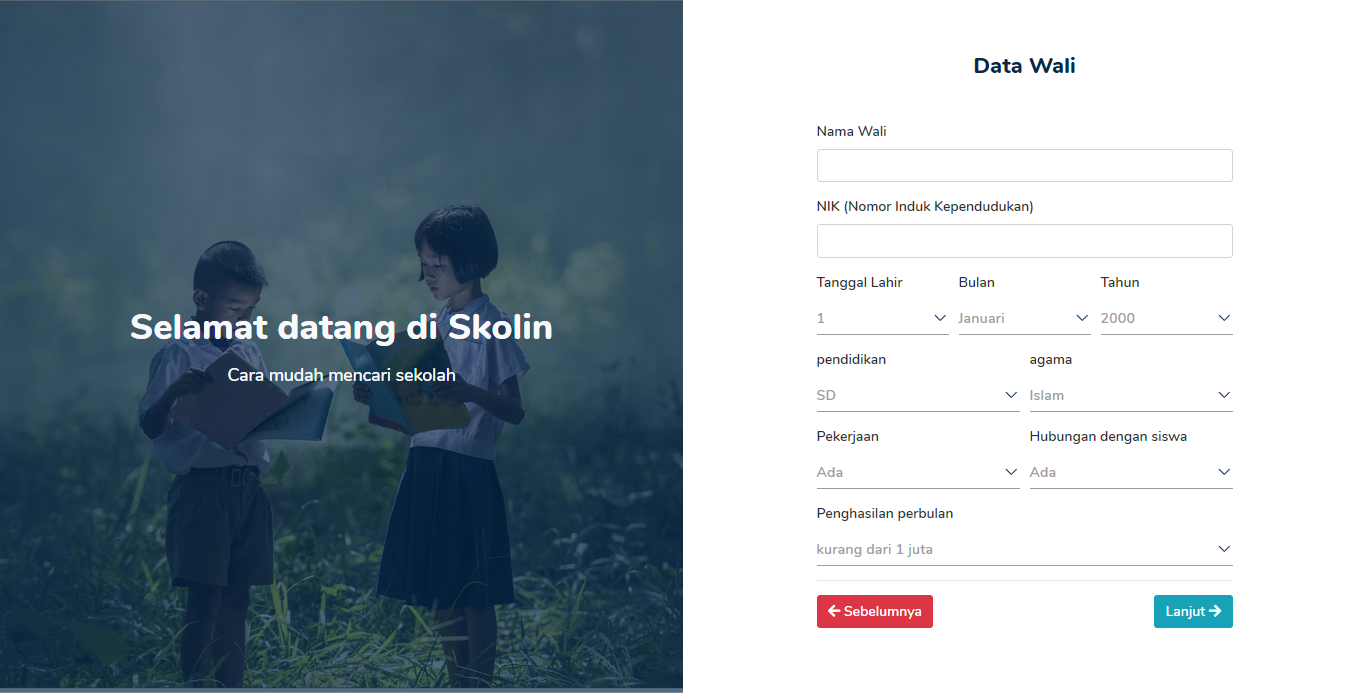 Selamat datang di Skolin
Cara mudah mencari sekolah
Data Wali
Nama Wali
NIK (Nomor Induk Kependudukan)
Tanggal Lahir Bulan Tahun
1 Januari 2000
pendidikan agama
SD Islam
Pekerjaan Hubungan dengan siswa
Ada Ada
Penghasilan perbulan
kurang dari 1 juta
Sebelumnya Lanjut